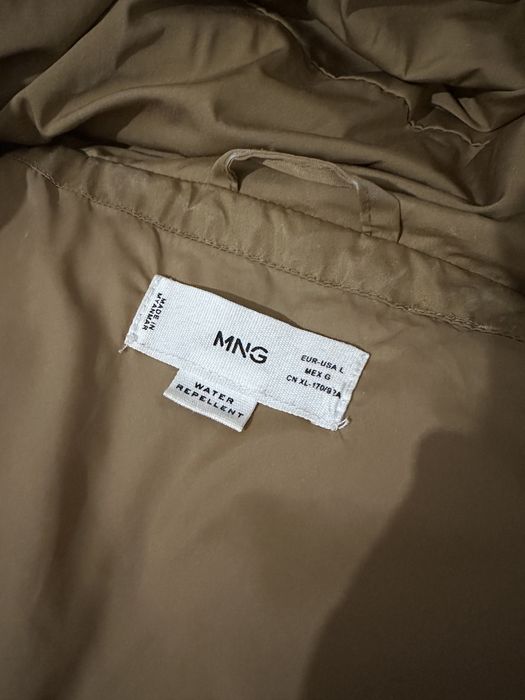 MADE IN
MYANMAR
MNG
EUR-USA L
MEX G
CN XL-170/92A
WATER
REPELLENT